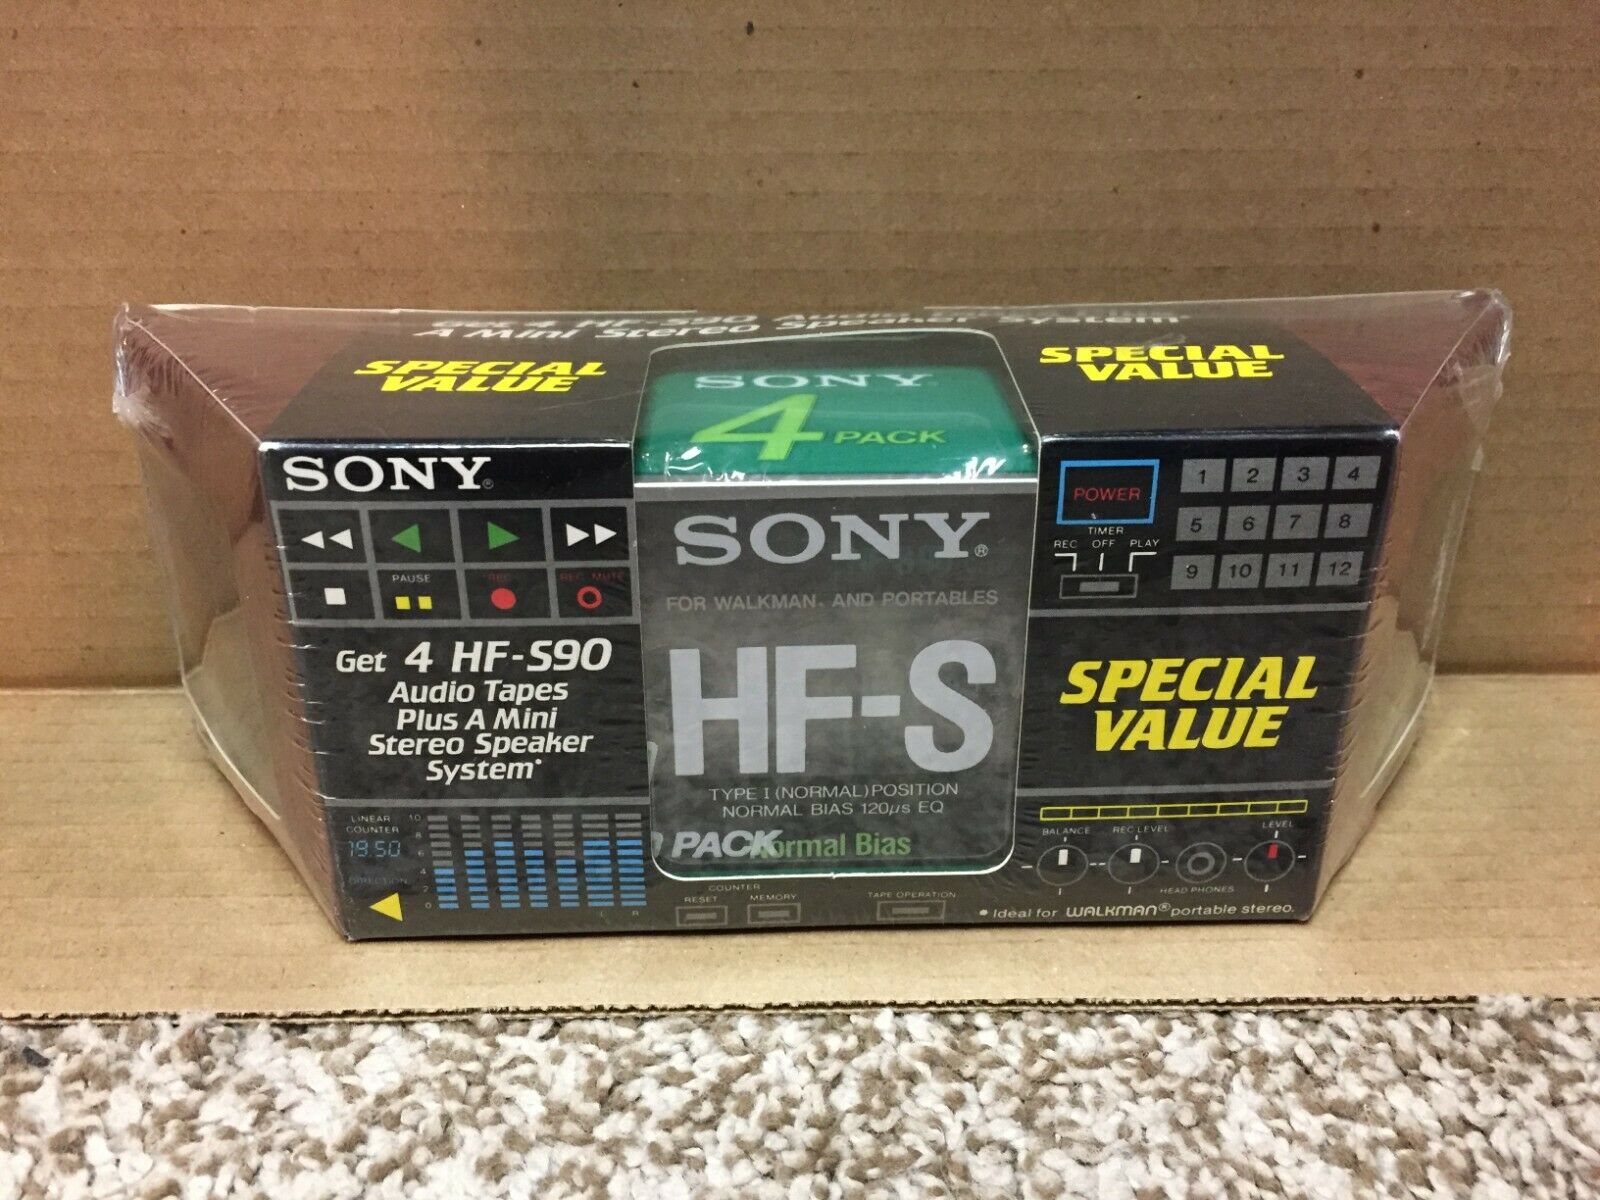 Get 4 HF-S90 Audio
A Mini Stereo Speaker System*
SPECIAL
VALUE
SONY
4 PACK
SPECIAL
VALUE
SONY®
PAUSE
REC
REC MUTE
Get 4 HF-S90
Audio Tapes
Plus A Mini
Stereo Speaker
System*
LINEAR
COUNTER
19.50
DIRECTION
10
8
6
4
2
0
L R
SONY®
FOR WALKMAN® AND PORTABLES
HF-S
TYPE I (NORMAL) POSITION
NORMAL BIAS 120µs EQ
PACK
Normal Bias
COUNTER
RESET MEMORY
TAPE OPERATION
POWER
TIMER
REC OFF PLAY
1 2 3 4
5 6 7 8
9 10 11 12
SPECIAL
VALUE
BALANCE REC LEVEL LEVEL
HEAD PHONES
• Ideal for WALKMAN® portable stereo.